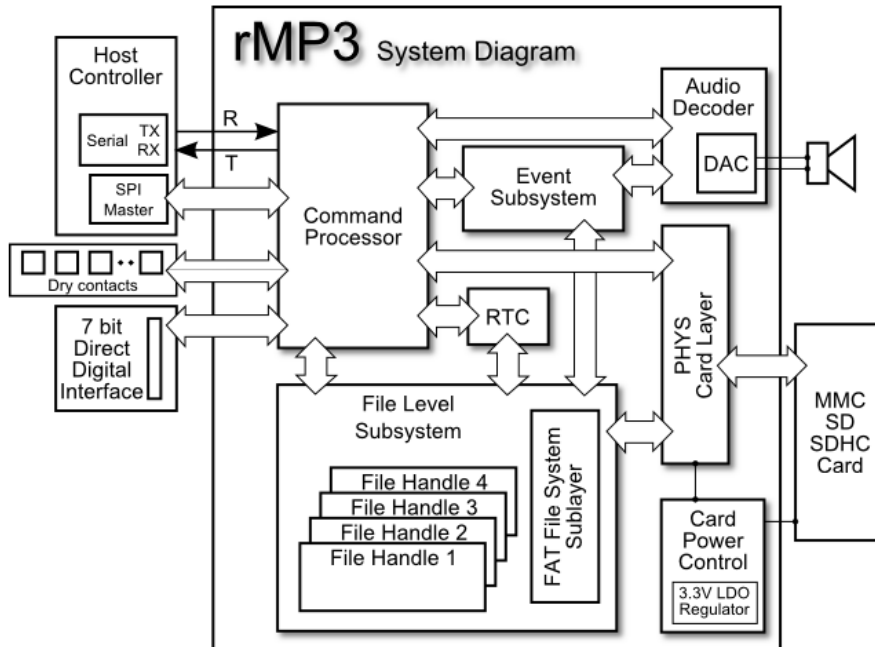 rMP3 System Diagram
Host
Controller
Serial TX
RX
SPI
Master
R
T
Dry contacts
7 bit
Direct
Digital
Interface
Command
Processor
Event
Subsystem
RTC
Audio
Decoder
DAC
PHYS
Card Layer
MMC
SD
SDHC
Card
File Level
Subsystem
File Handle 4
File Handle 3
File Handle 2
File Handle 1
FAT File System
Sublayer
Card
Power
Control
3.3V LDO
Regulator